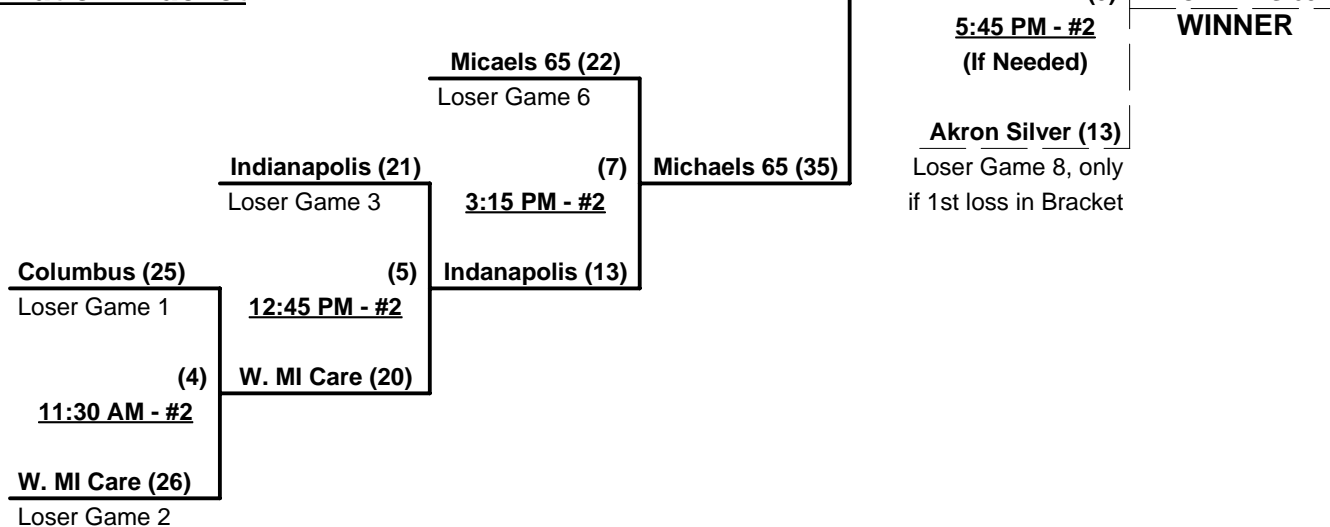 5:45 PM - #2
WINNER
(If Needed)
Micaels 65 (22)
Loser Game 6
Akron Silver (13)
Loser Game 8, only
if 1st loss in Bracket
Indianapolis (21)
Loser Game 3
(7)
3:15 PM - #2
Michaels 65 (35)
Columbus (25)
Loser Game 1
(5)
12:45 PM - #2
Indanapolis (13)
(4)
11:30 AM - #2
W. MI Care (20)
W. MI Care (26)
Loser Game 2